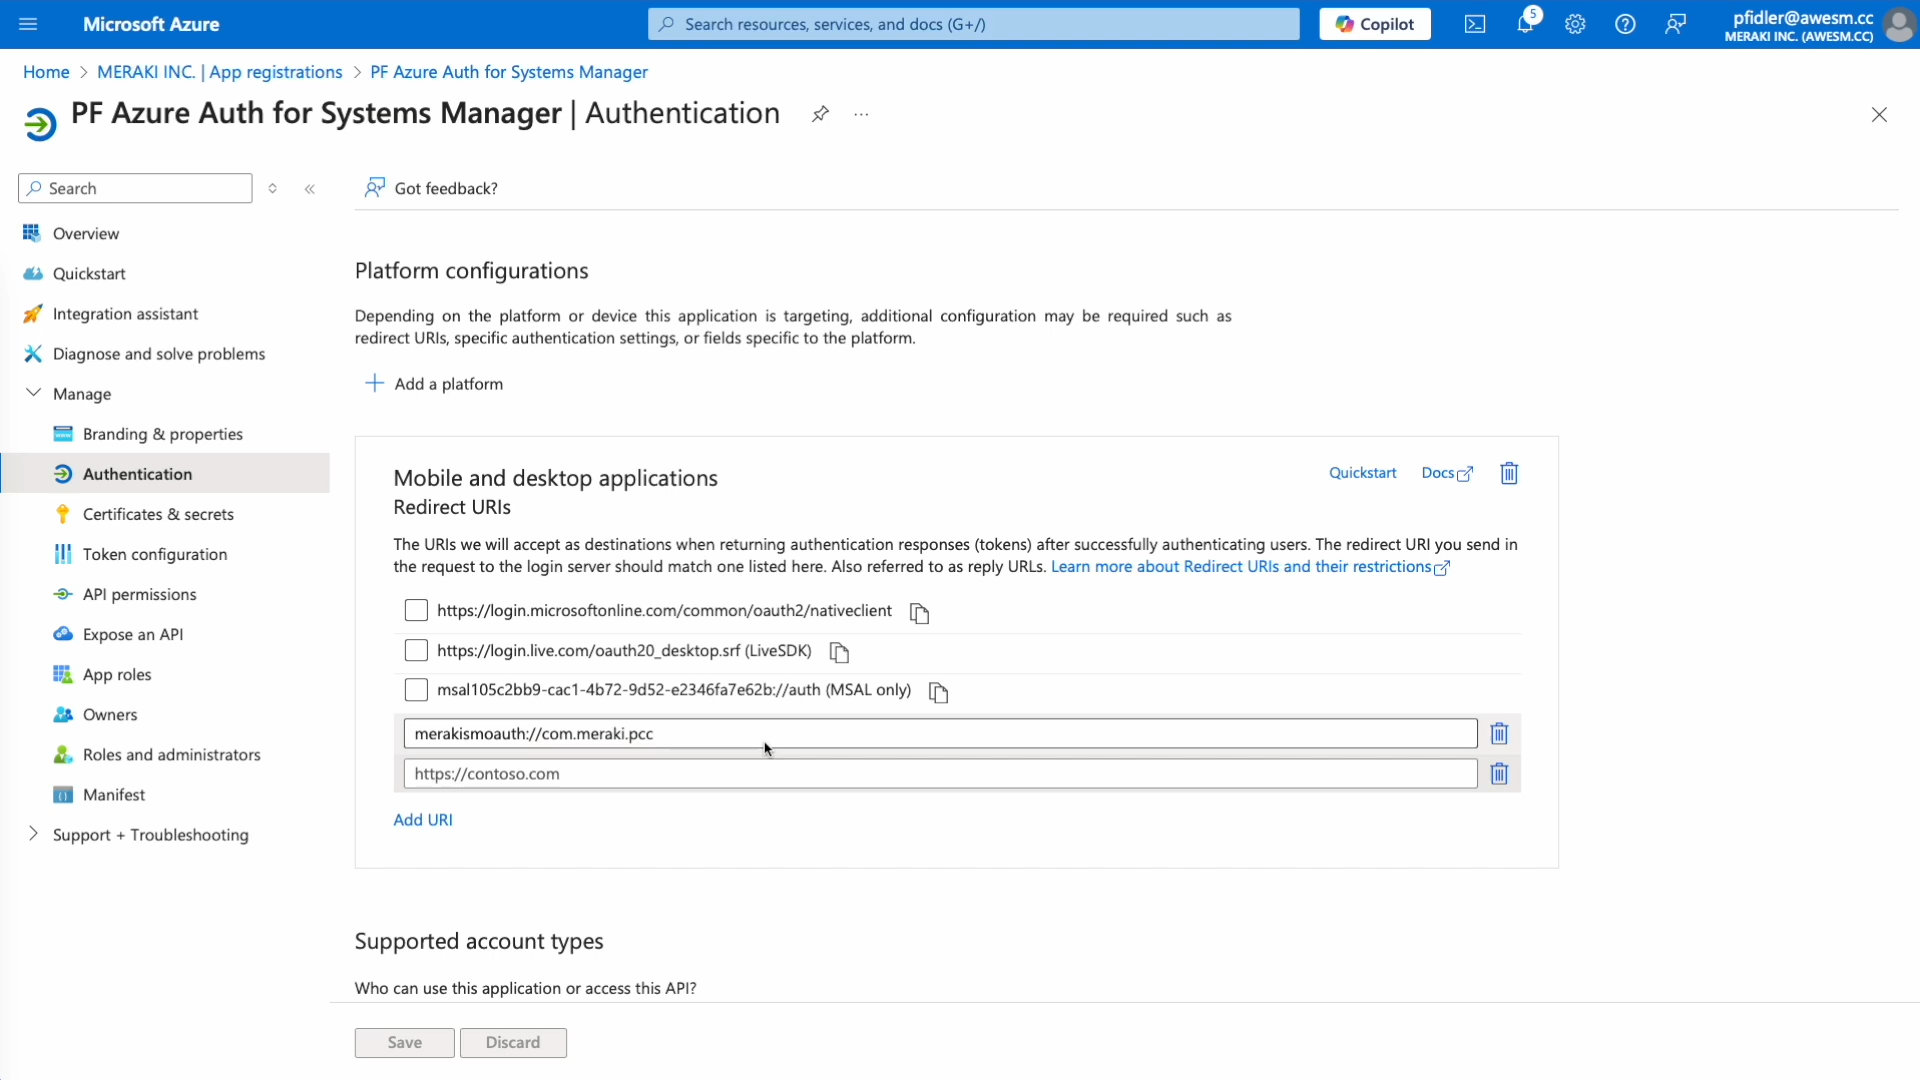 Microsoft Azure
Search resources, services, and docs (G+/)
Copilot
5
pfidler@awesm.cc
MERAKI INC. (AWESM.CC)
Home > MERAKI INC. | App registrations > PF Azure Auth for Systems Manager
PF Azure Auth for Systems Manager | Authentication
Search
Got feedback?
Overview
Quickstart
Integration assistant
Diagnose and solve problems
Manage
Branding & properties
Authentication
Certificates & secrets
Token configuration
API permissions
Expose an API
App roles
Owners
Roles and administrators
Manifest
Support + Troubleshooting
Platform configurations
Depending on the platform or device this application is targeting, additional configuration may be required such as
redirect URIs, specific authentication settings, or fields specific to the platform.
Add a platform
Mobile and desktop applications
Quickstart
Docs
Redirect URIs
The URIs we will accept as destinations when returning authentication responses (tokens) after successfully authenticating users. The redirect URI you send in
the request to the login server should match one listed here. Also referred to as reply URLs. Learn more about Redirect URIs and their restrictions
https://login.microsoftonline.com/common/oauth2/nativeclient
https://login.live.com/oauth20_desktop.srf (LiveSDK)
msal105c2bb9-cac1-4b72-9d52-e2346fa7e62b://auth (MSAL only)
merakismoauth://com.meraki.pcc
https://contoso.com
Add URI
Supported account types
Who can use this application or access this API?
Save
Discard